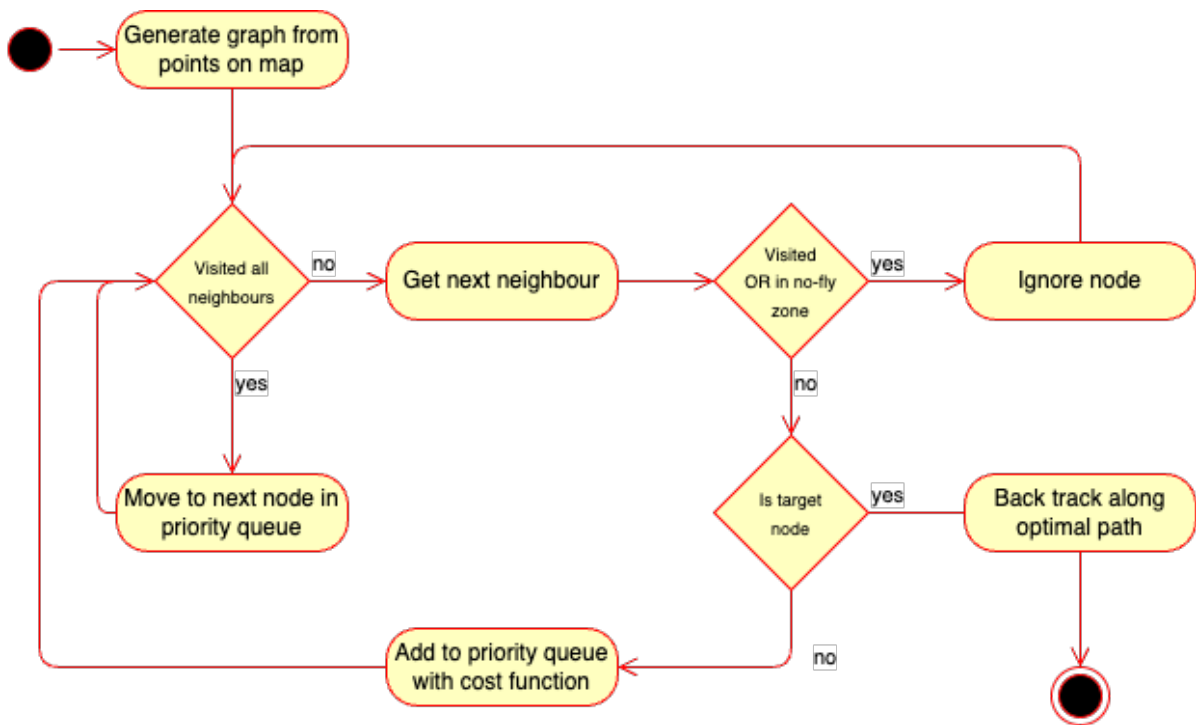 Generate graph from
points on map
Visited all
neighbours
no
Get next neighbour
Visited
OR in no-fly
zone
yes
Ignore node
yes
no
Move to next node in
priority queue
Is target
node
yes
Back track along
optimal path
Add to priority queue
with cost function
no